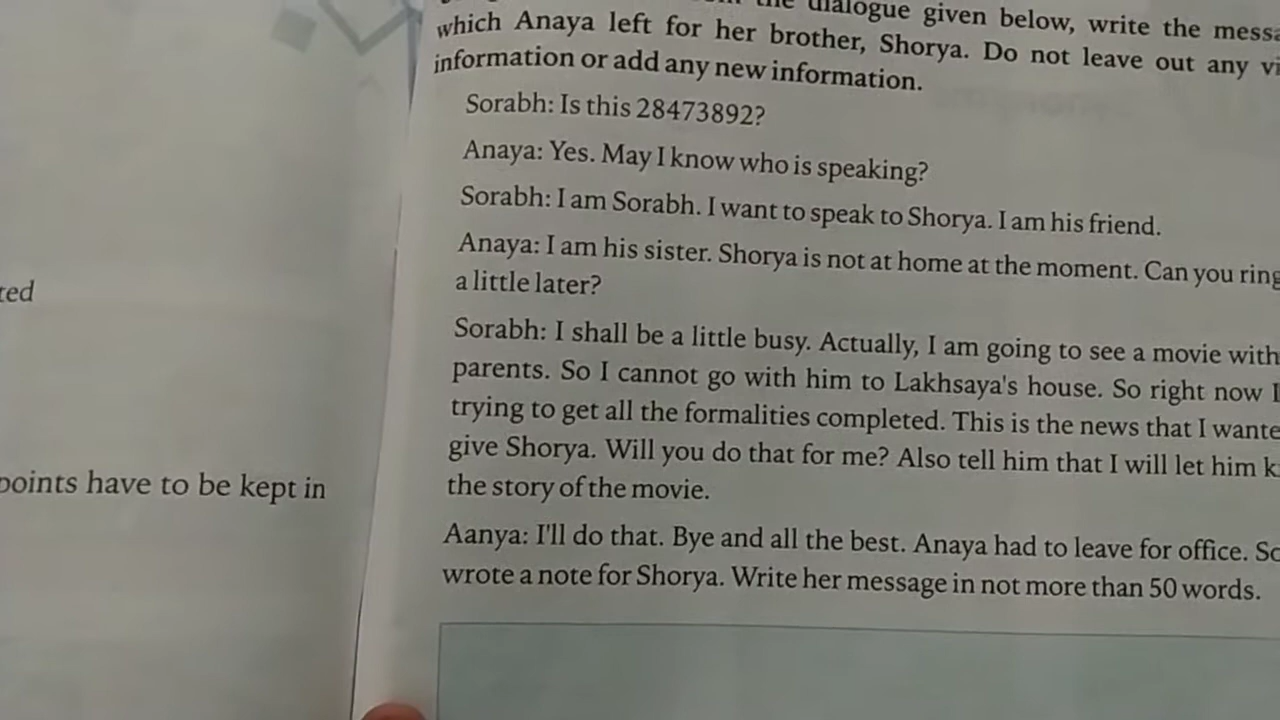 the dialogue given below, write the
which Anaya left for her brother, Shorya. Do not leave out any
information or add any new information.
Sorabh: Is this 28473892?
Anaya: Yes. May I know who is speaking?
Sorabh: I am Sorabh. I want to speak to Shorya. I am his friend.
Anaya: I am his sister. Shorya is not at home at the moment. Can you ring
a little later?
Sorabh: I shall be a little busy. Actually, I am going to see a movie with
parents. So I cannot go with him to Lakhsaya's house. So right now I
trying to get all the formalities completed. This is the news that I
give Shorya. Will you do that for me? Also tell him that I will let him
the story of the movie.
Aanya: I'll do that. Bye and all the best. Anaya had to leave for office.
wrote a note for Shorya. Write her message in not more than 50 words.
points have to be kept in